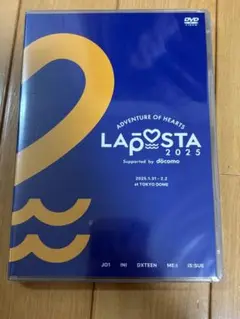 DVD
ADVENTURE OF HEARTS
LAPOSTA
2025
Supported by döcomo
2025.1.31 - 2.2
at TOKYO DOME
JO1 INI DXTEEN ME:I IS:SUE